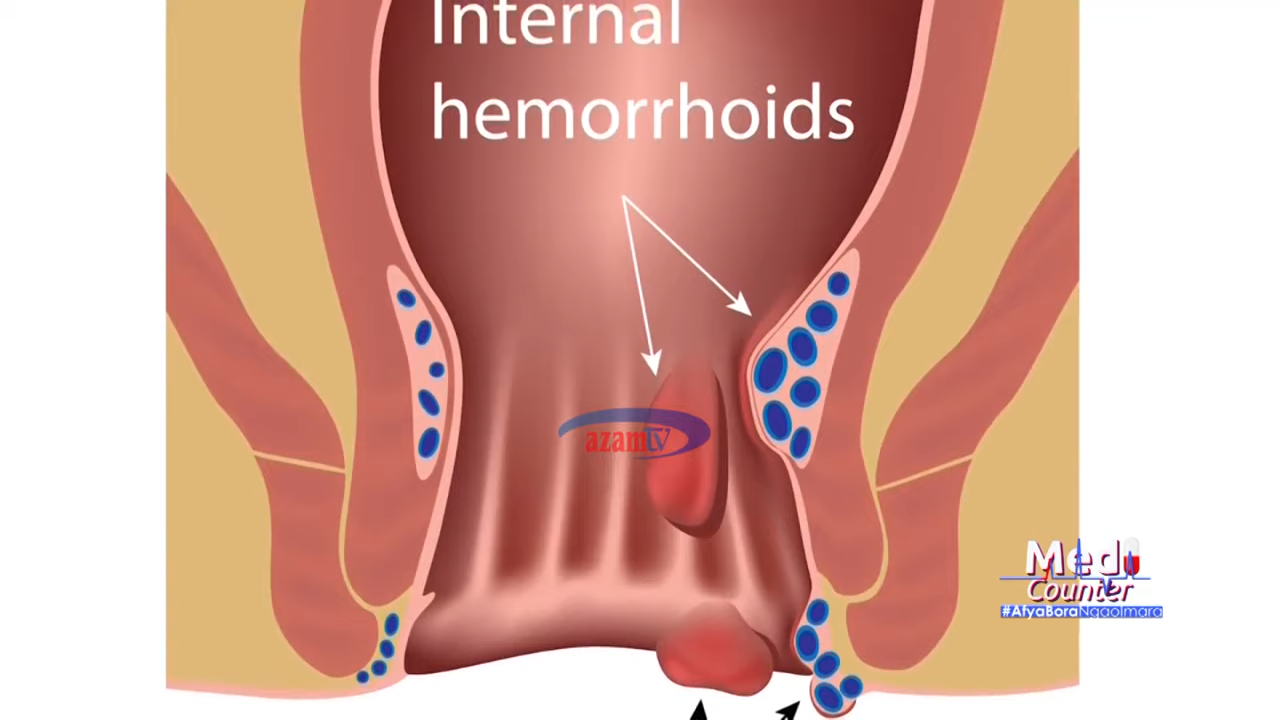 Internal
hemorrhoids
azamtv
Medi
Counter
#AfyaBoraNgaoImara